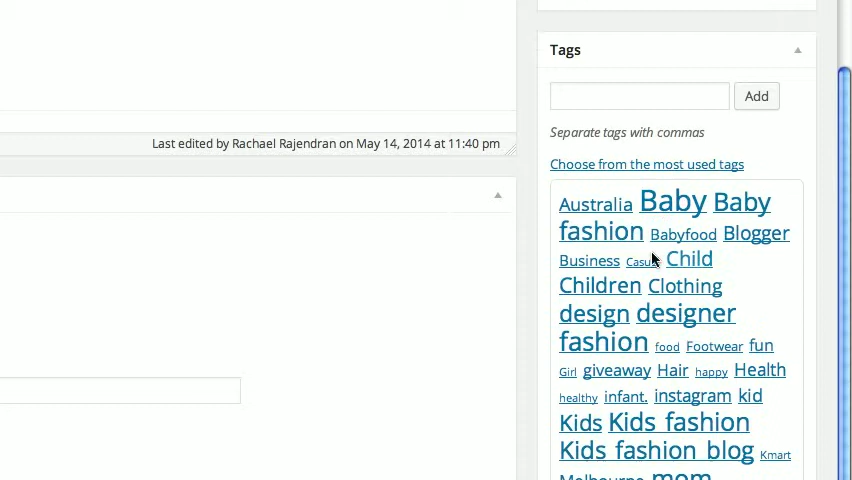 Tags
Add
Separate tags with commas
Last edited by Rachael Rajendran on May 14, 2014 at 11:40 pm
Choose from the most used tags
Australia Baby Baby
fashion Babyfood Blogger
Business Child
Children Clothing
design designer
fashion food Footwear fun
Girl giveaway Hair happy Health
healthy infant. instagram kid
Kids Kids fashion
Kids fashion blog Kmart
Melbourne mom